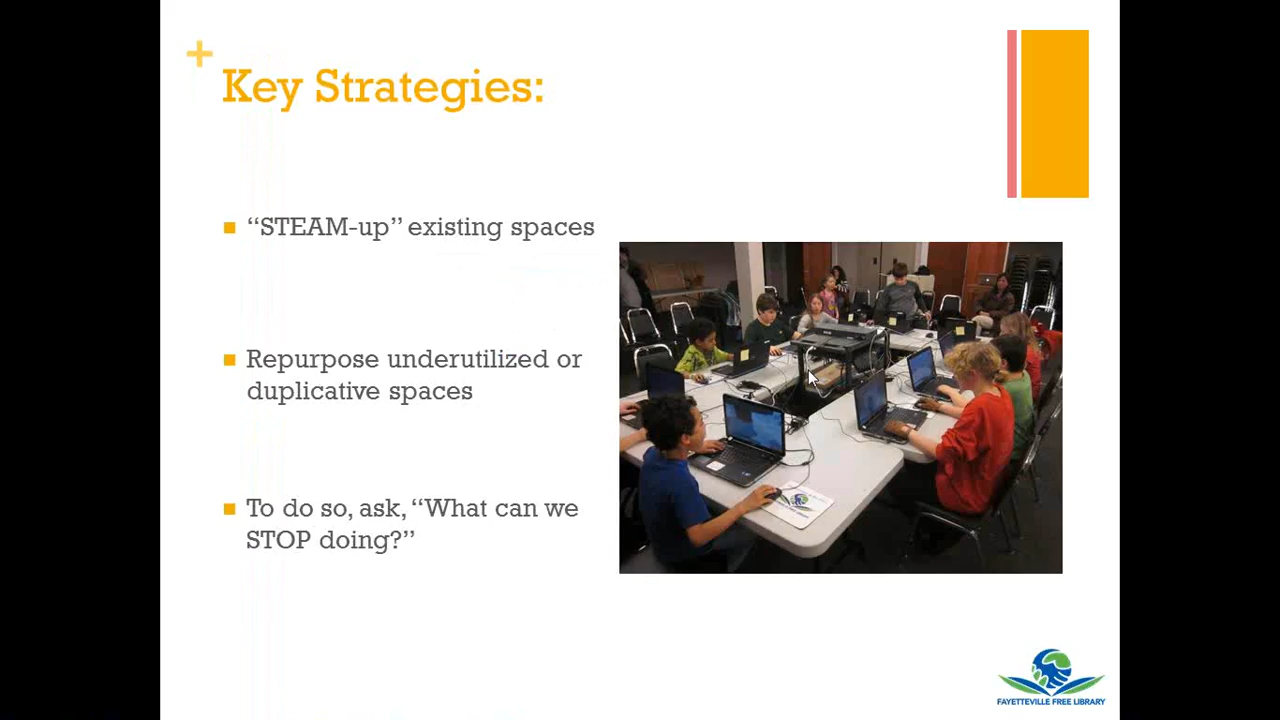 +
Key Strategies:
“STEAM-up” existing spaces
Repurpose underutilized or
duplicative spaces
To do so, ask, “What can we
STOP doing?”
FAYETTEVILLE FREE LIBRARY